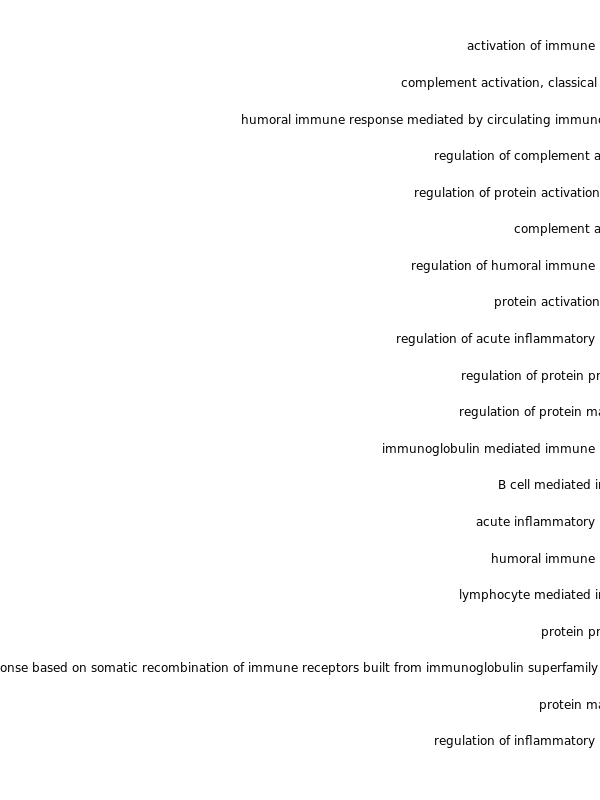 activation of immune
complement activation, classical
humoral immune response mediated by circulating immuno
regulation of complement a
regulation of protein activation
complement a
regulation of humoral immune
protein activation
regulation of acute inflammatory
regulation of protein pr
regulation of protein ma
immunoglobulin mediated immune
B cell mediated i
acute inflammatory
humoral immune
lymphocyte mediated i
protein pr
onse based on somatic recombination of immune receptors built from immunoglobulin superfamily
protein ma
regulation of inflammatory